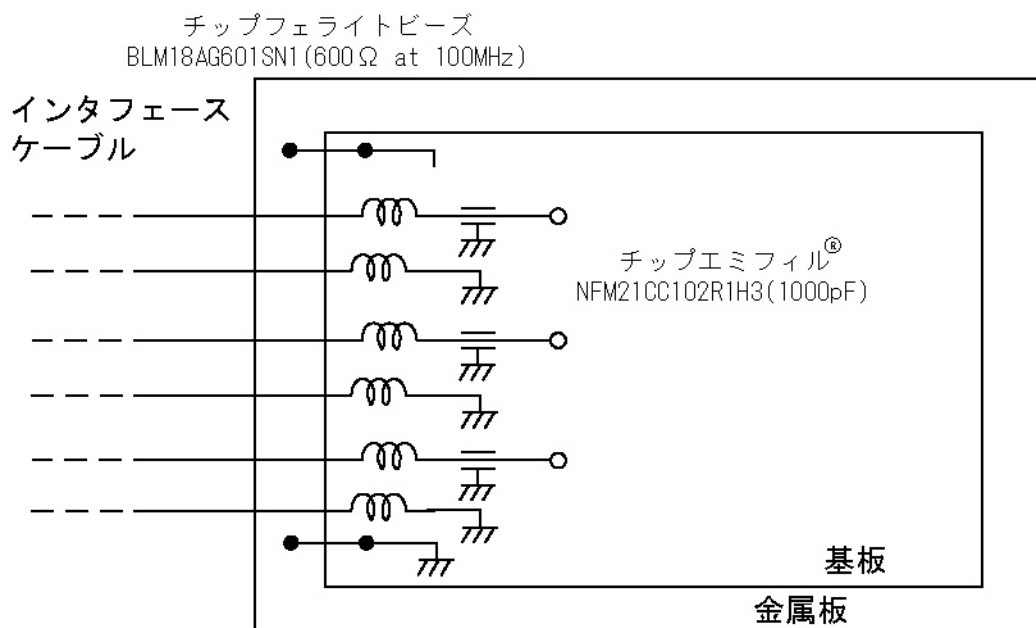 チップフェライトビーズ
BLM18AG601SN1(600Ω at 100MHz)
インタフェース
ケーブル
チップエミフィル®
NFM21CC102R1H3(1000pF)
基板
金属板